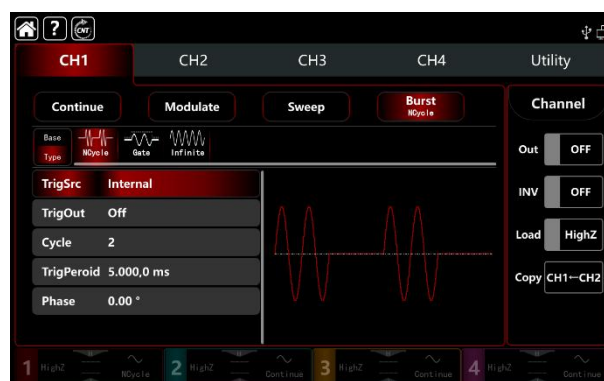 ? CNT
CH1 CH2 CH3 CH4 Utility
Continue Modulate Sweep Burst NCycle Channel
Base Type NCycle Gate Infinite
Out OFF
TrigSrc Internal
INV OFF
TrigOut Off
Load HighZ
Cycle 2
TrigPeroid 5.000,0 ms
Copy CH1←CH2
Phase 0.00 °
1 HighZ NCycle 2 HighZ Continue 3 HighZ Continue 4 HighZ Continue